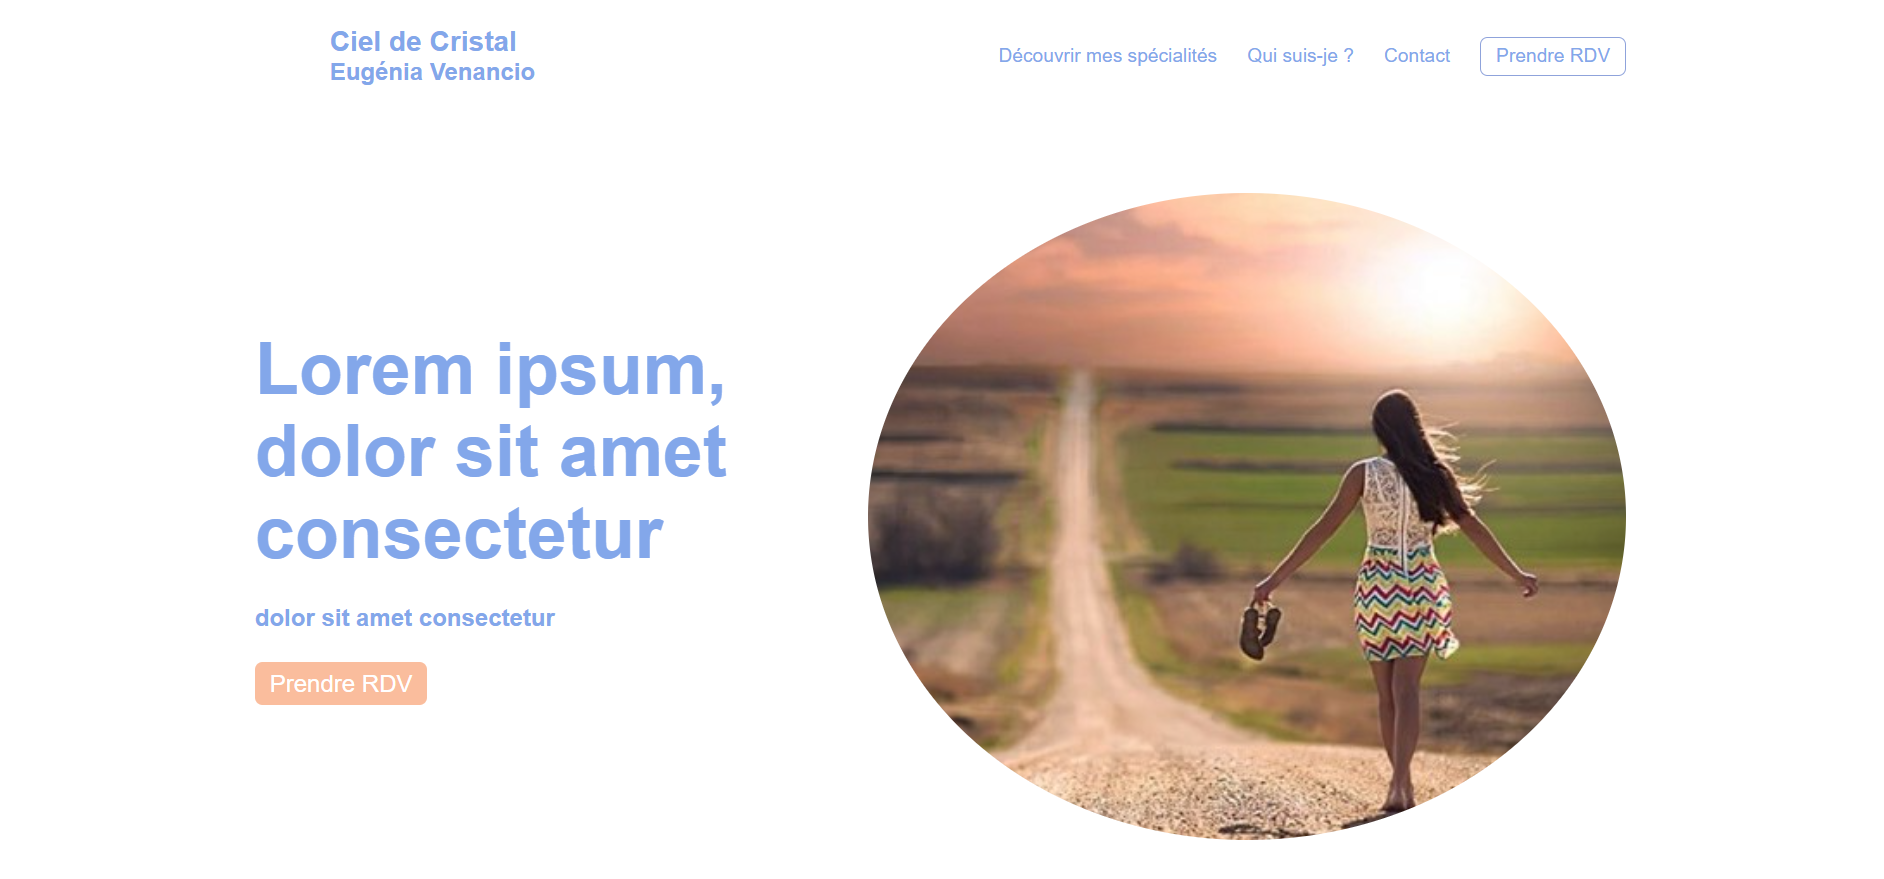 Ciel de Cristal
Eugénia Venancio
Découvrir mes spécialités
Qui suis-je ?
Contact
Prendre RDV
Lorem ipsum,
dolor sit amet
consectetur
dolor sit amet consectetur
Prendre RDV